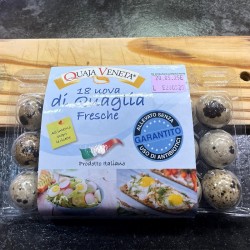 QUAJA VENETA
18 uova
di Quaglia
Fresche
ALLEVATO SENZA
GARANTITO
USO DI ANTIBIOTICI
Prodotto Italiano